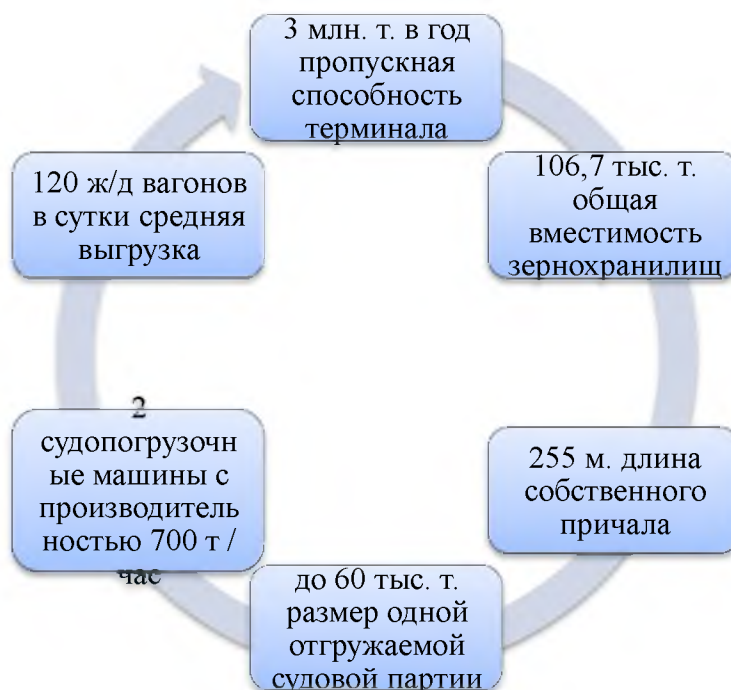 3 млн. т. в год
пропускная
способность
терминала
106,7 тыс. т.
общая
вместимость
зернохранилищ
255 м. длина
собственного
причала
до 60 тыс. т.
размер одной
отгружаемой
судовой партии
2
судопогрузочн
ые машины с
производитель
ностью 700 т /
час
120 ж/д вагонов
в сутки средняя
выгрузка